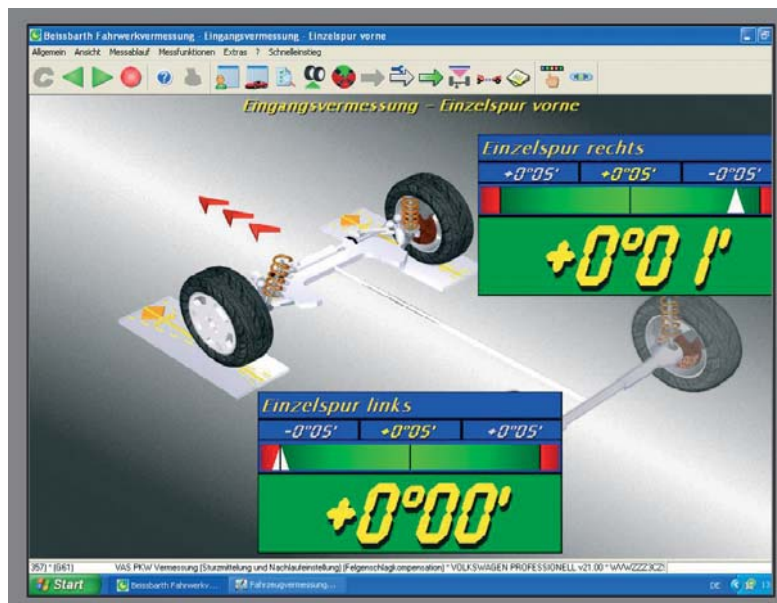 Beissbarth Fahrwerkvermessung - Eingangsvermessung - Einzelspur vorne
Allgemein Ansicht Messablauf Messfunktionen Extras ? Schnelleinstieg
Eingangsvermessung - Einzelspur vorne
Einzelspur rechts
+0°05' +0°05' -0°05'
+0°01'
Einzelspur links
-0°05' +0°05' +0°05'
+0°00'
VAS PKW Vermessung (Sturzmittelung und Nachlaufeinstellung) (Felgenschlagkompensation) * VOLKSWAGEN PROFESSIONELL v21.00 *
Start Beissbarth Fahrwerkv... Fahrzeugvermessung... DE